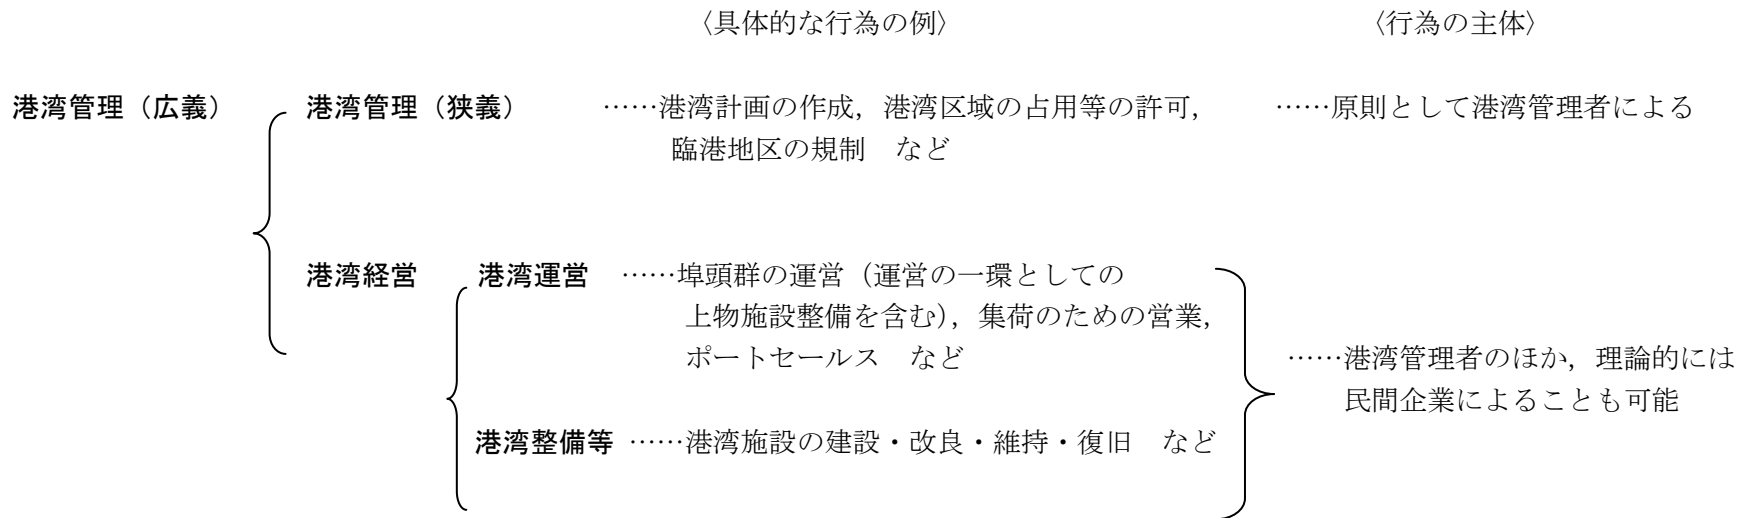 〈具体的な行為の例〉 〈行為の主体〉
港湾管理（広義） 港湾管理（狭義） ……港湾計画の作成，港湾区域の占用等の許可， ……原則として港湾管理者による
臨港地区の規制　など
港湾経営 港湾運営 ……埠頭群の運営（運営の一環としての
上物施設整備を含む），集荷のための営業，
ポートセールス　など ……港湾管理者のほか，理論的には
民間企業によることも可能
港湾整備等 ……港湾施設の建設・改良・維持・復旧　など